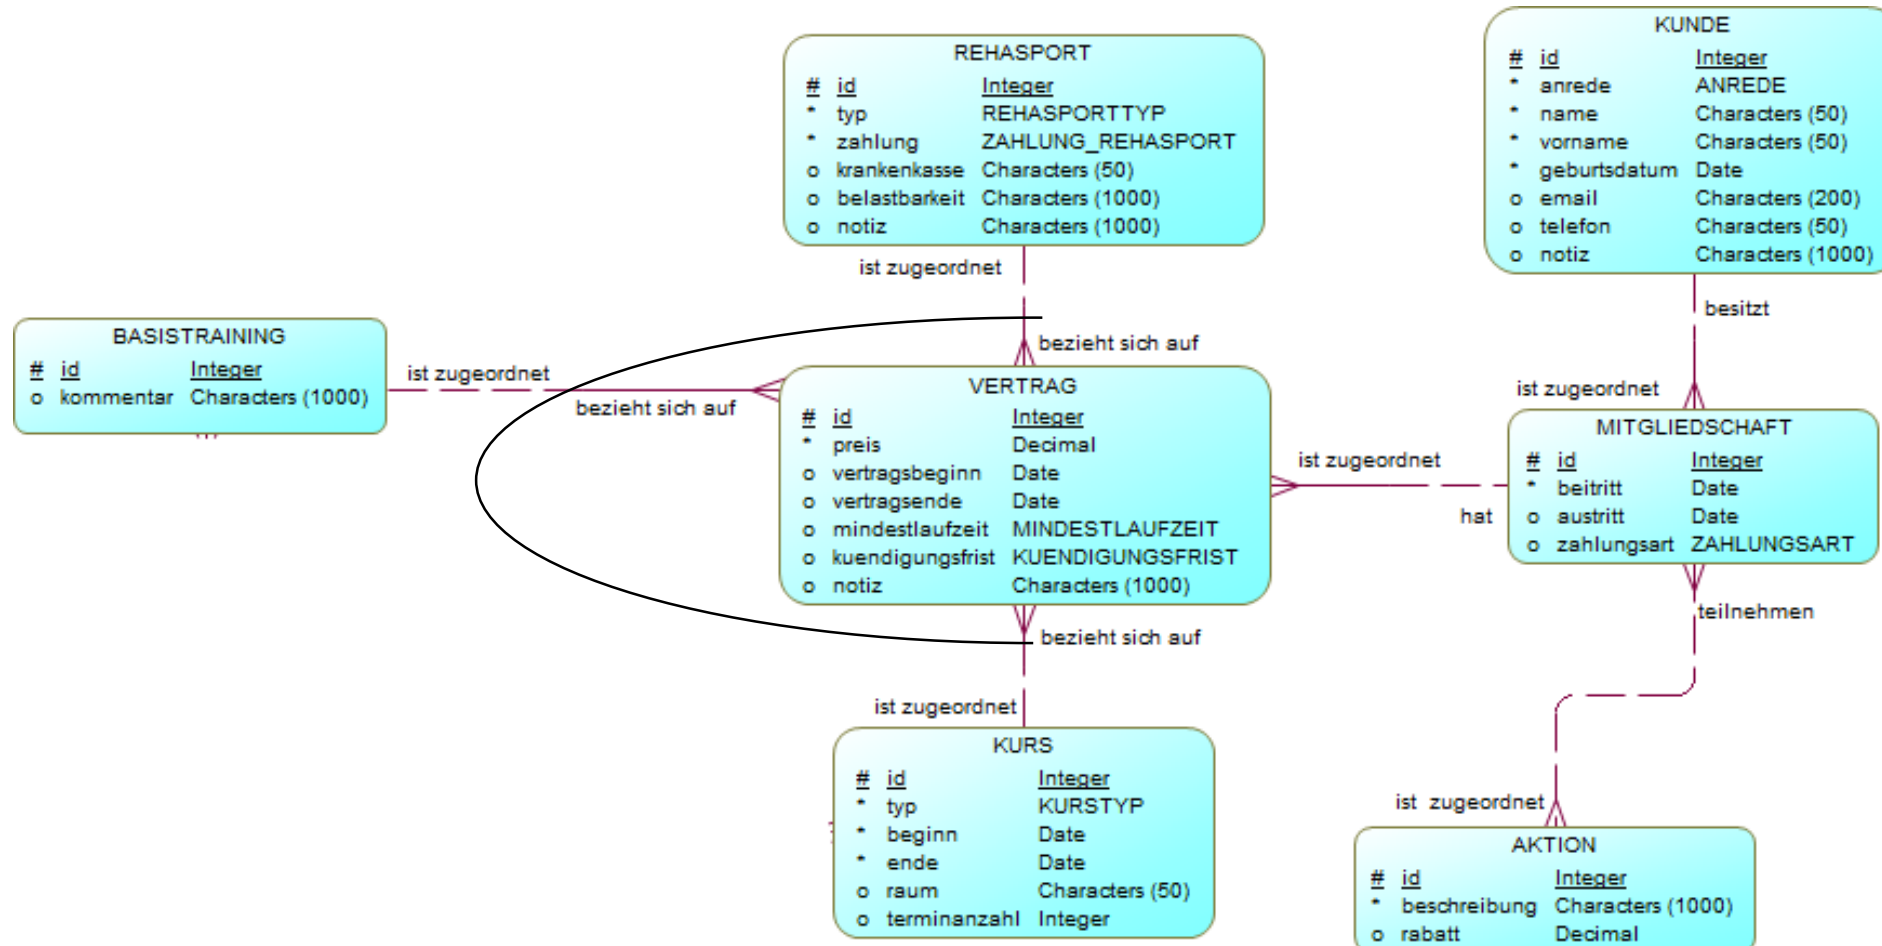 REHASPORT
# id Integer
* typ REHASPORTTYP
* zahlung ZAHLUNG_REHASPORT
o krankenkasse Characters (50)
o belastbarkeit Characters (1000)
o notiz Characters (1000)
KUNDE
# id Integer
* anrede ANREDE
* name Characters (50)
* vorname Characters (50)
* geburtsdatum Date
o email Characters (200)
o telefon Characters (50)
o notiz Characters (1000)
ist zugeordnet
besitzt
bezieht sich auf
BASISTRAINING
# id Integer
o kommentar Characters (1000)
ist zugeordnet
bezieht sich auf
VERTRAG
# id Integer
* preis Decimal
o vertragsbeginn Date
o vertragsende Date
o mindestlaufzeit MINDESTLAUFZEIT
o kuendigungsfrist KUENDIGUNGSFRIST
o notiz Characters (1000)
ist zugeordnet
ist zugeordnet
hat
MITGLIEDSCHAFT
# id Integer
* beitritt Date
o austritt Date
o zahlungsart ZAHLUNGSART
teilnehmen
bezieht sich auf
ist zugeordnet
KURS
# id Integer
* typ KURSTYP
* beginn Date
* ende Date
o raum Characters (50)
o terminanzahl Integer
ist zugeordnet
AKTION
# id Integer
* beschreibung Characters (1000)
o rabatt Decimal